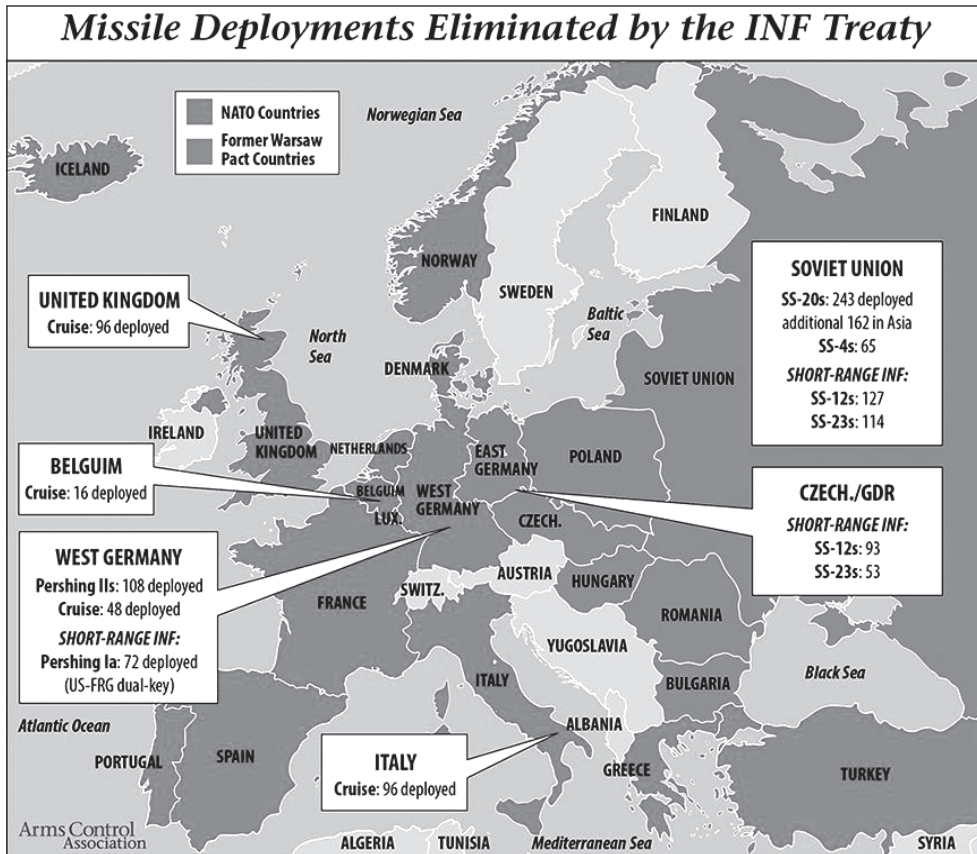 Missile Deployments Eliminated by the INF Treaty
NATO Countries
Former Warsaw
Pact Countries
Norwegian Sea
ICELAND
FINLAND
NORWAY
SWEDEN
UNITED KINGDOM
Cruise: 96 deployed
North
Sea
Baltic
Sea
SOVIET UNION
SS-20s: 243 deployed
additional 162 in Asia
SS-4s: 65
SHORT-RANGE INF:
SS-12s: 127
SS-23s: 114
DENMARK
SOVIET UNION
IRELAND
UNITED
KINGDOM
NETHERLANDS
EAST
GERMANY
POLAND
BELGUIM
Cruise: 16 deployed
BELGUIM
WEST
GERMANY
LUX.
CZECH.
CZECH./GDR
SHORT-RANGE INF:
SS-12s: 93
SS-23s: 53
WEST GERMANY
Pershing IIs: 108 deployed
Cruise: 48 deployed
SHORT-RANGE INF:
Pershing Ia: 72 deployed
(US-FRG dual-key)
FRANCE
SWITZ.
AUSTRIA
HUNGARY
ROMANIA
YUGOSLAVIA
ITALY
BULGARIA
Black Sea
Atlantic Ocean
PORTUGAL
SPAIN
ITALY
Cruise: 96 deployed
ALBANIA
GREECE
TURKEY
Arms Control
Association
ALGERIA
TUNISIA
Mediterranean Sea
SYRIA